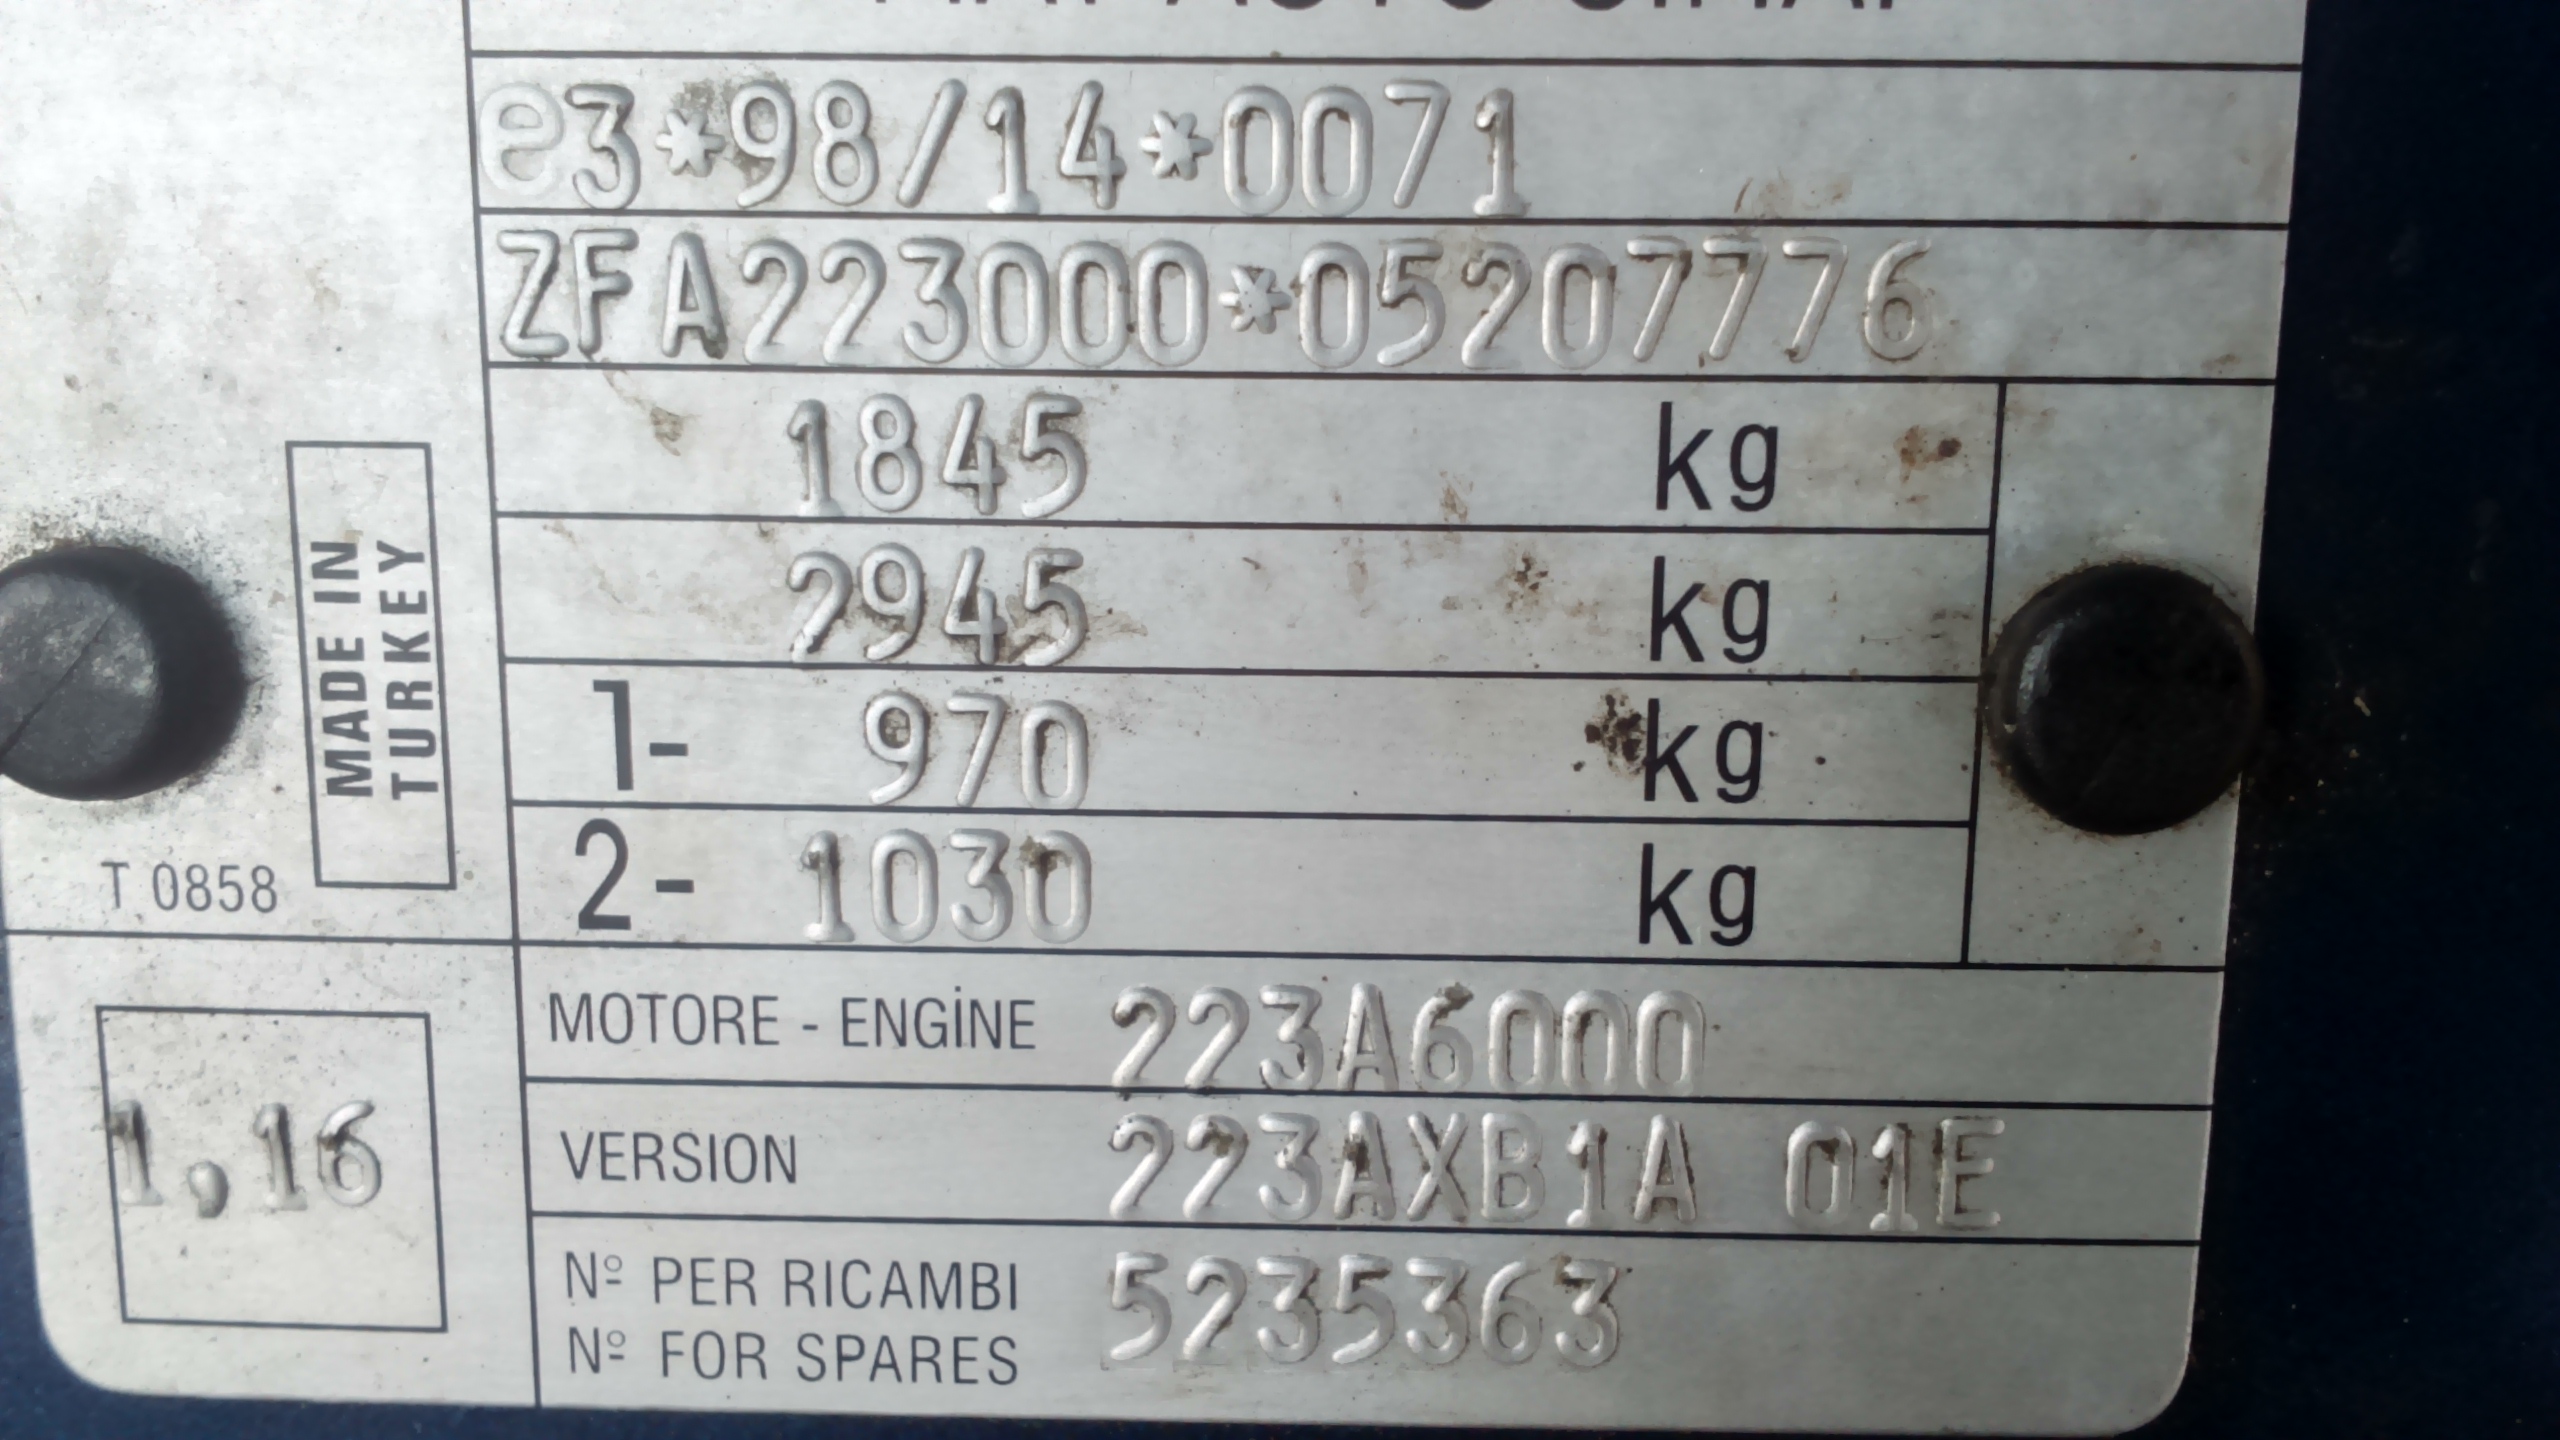 e3*98/14*0071
ZFA223000*05207776
1845 kg
2945 kg
1- 970 kg
2- 1030 kg
MADE IN
TURKEY
T 0858
1,16
MOTORE - ENGİNE 223A6000
VERSION 223AXB1A 01E
Nº PER RICAMBI
Nº FOR SPARES 5235363